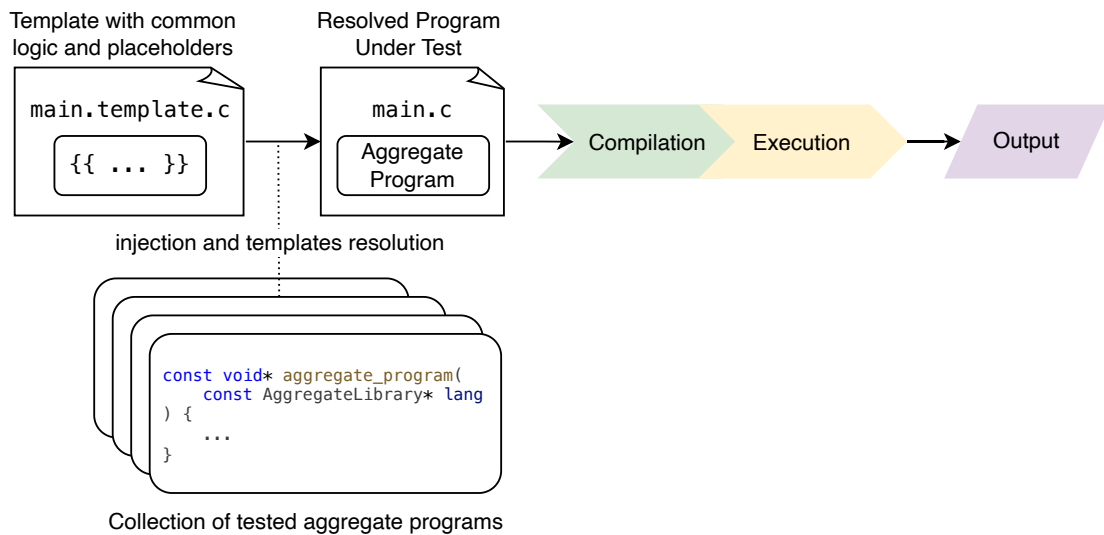 Template with common
logic and placeholders
main.template.c
{{ ... }}
Resolved Program
Under Test
main.c
Aggregate
Program
Compilation
Execution
Output
injection and templates resolution
const void* aggregate_program(
    const AggregateLibrary* lang
) {
    ...
}
Collection of tested aggregate programs